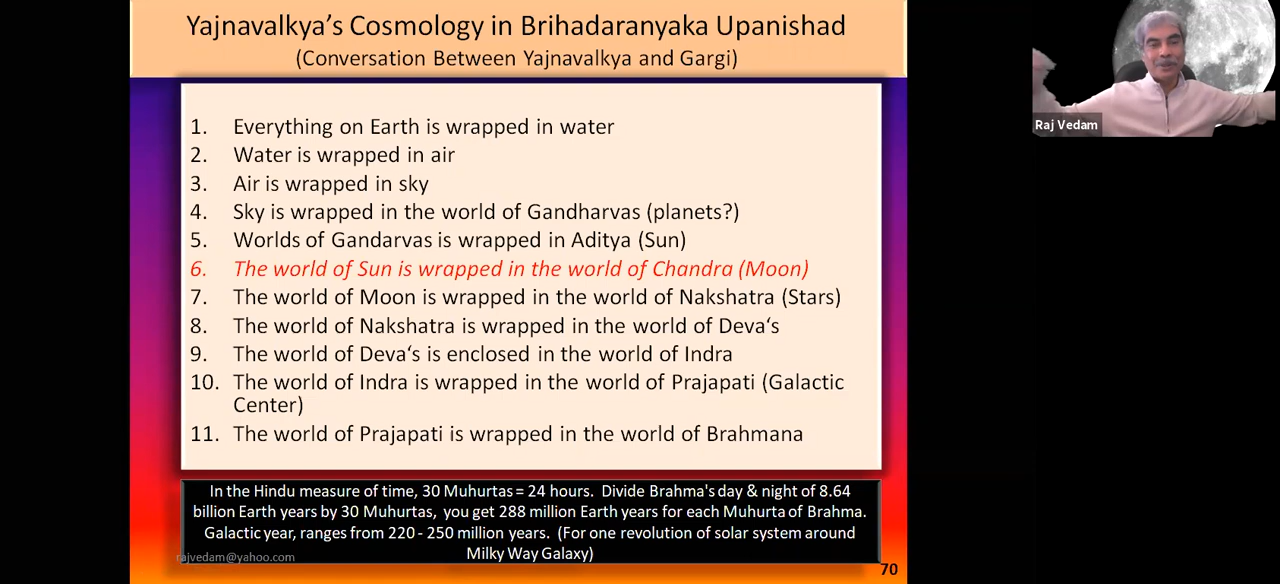 Yajnavalkya's Cosmology in Brihadaranyaka Upanishad
(Conversation Between Yajnavalkya and Gargi)
Raj Vedam
1. Everything on Earth is wrapped in water
2. Water is wrapped in air
3. Air is wrapped in sky
4. Sky is wrapped in the world of Gandharvas (planets?)
5. Worlds of Gandarvas is wrapped in Aditya (Sun)
6. The world of Sun is wrapped in the world of Chandra (Moon)
7. The world of Moon is wrapped in the world of Nakshatra (Stars)
8. The world of Nakshatra is wrapped in the world of Deva's
9. The world of Deva's is enclosed in the world of Indra
10. The world of Indra is wrapped in the world of Prajapati (Galactic
Center)
11. The world of Prajapati is wrapped in the world of Brahmana
In the Hindu measure of time, 30 Muhurtas = 24 hours. Divide Brahma's day & night of 8.64
billion Earth years by 30 Muhurtas, you get 288 million Earth years for each Muhurta of Brahma.
Galactic year, ranges from 220 - 250 million years. (For one revolution of solar system around
Milky Way Galaxy)
rajvedam@yahoo.com
70